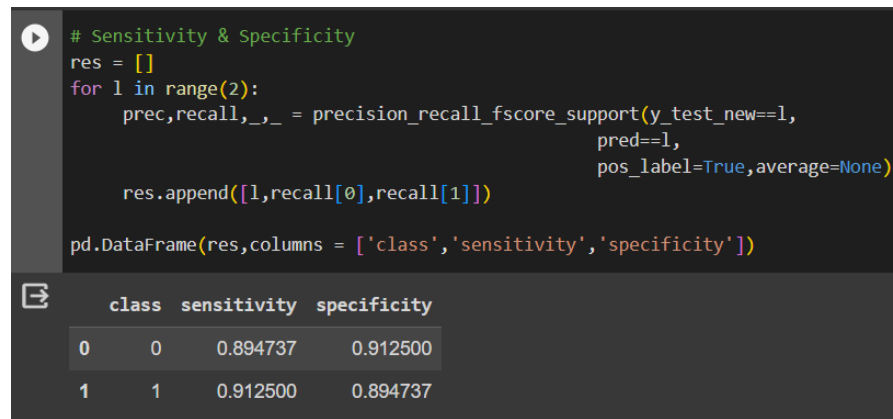 # Sensitivity & Specificity
res = []
for l in range(2):
     prec,recall,_,_ = precision_recall_fscore_support(y_test_new==l,
                                                      pred==l,
                                                      pos_label=True,average=None)
     res.append([l,recall[0],recall[1]])

pd.DataFrame(res,columns = ['class','sensitivity','specificity'])
class sensitivity specificity
0 0 0.894737 0.912500
1 1 0.912500 0.894737